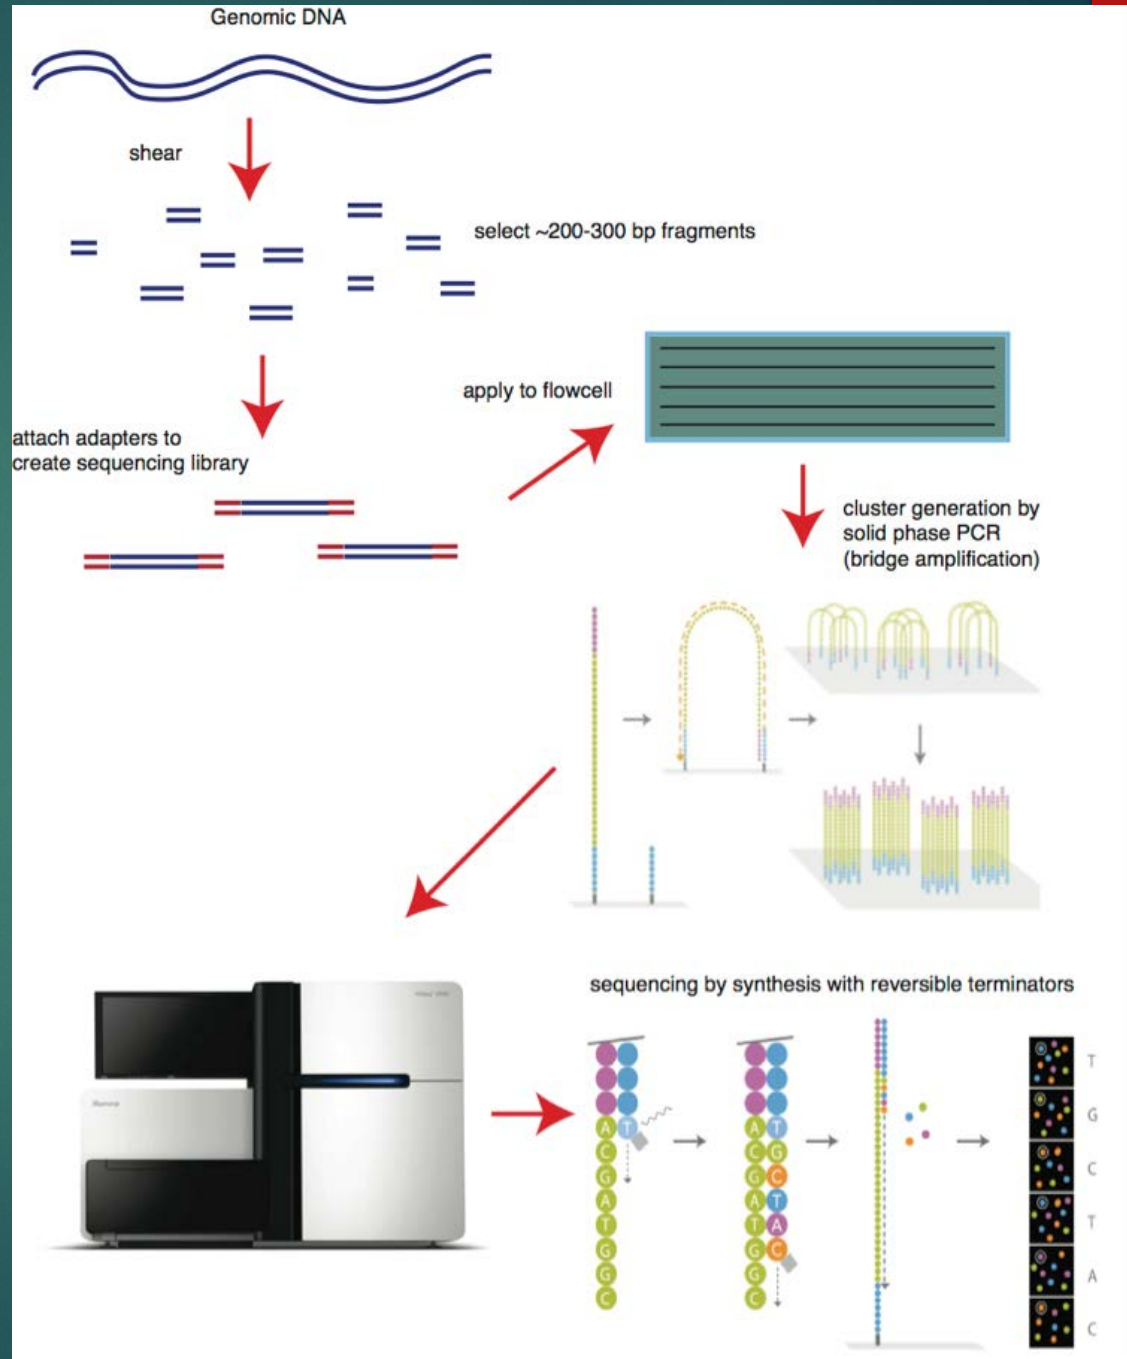 Genomic DNA
shear
select ~200-300 bp fragments
apply to flowcell
attach adapters to
create sequencing library
cluster generation by
solid phase PCR
(bridge amplification)
sequencing by synthesis with reversible terminators
A T
C
G
A
T
G
G
C
A T
C G
G C
A T
T A
G C
G
C
T
G
C
T
A
C